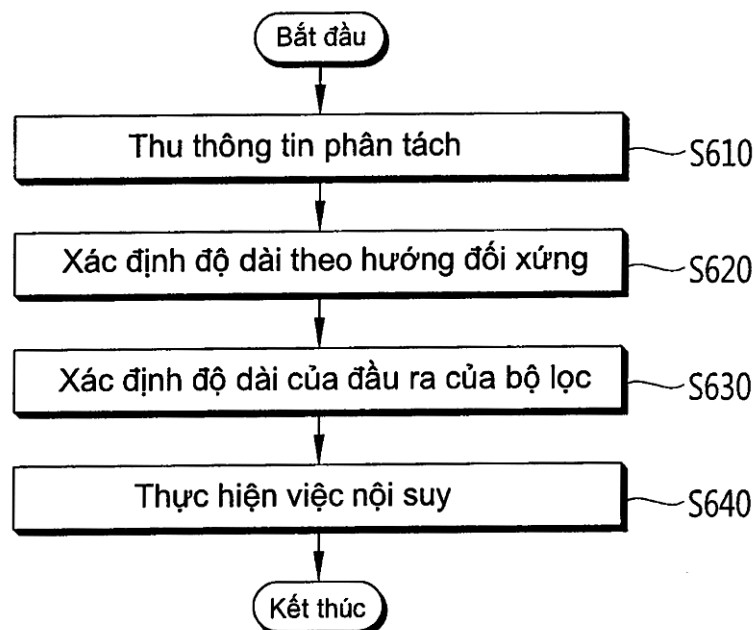 Bắt đầu
Thu thông tin phân tách
S610
Xác định độ dài theo hướng đối xứng
S620
Xác định độ dài của đầu ra của bộ lọc
S630
Thực hiện việc nội suy
S640
Kết thúc